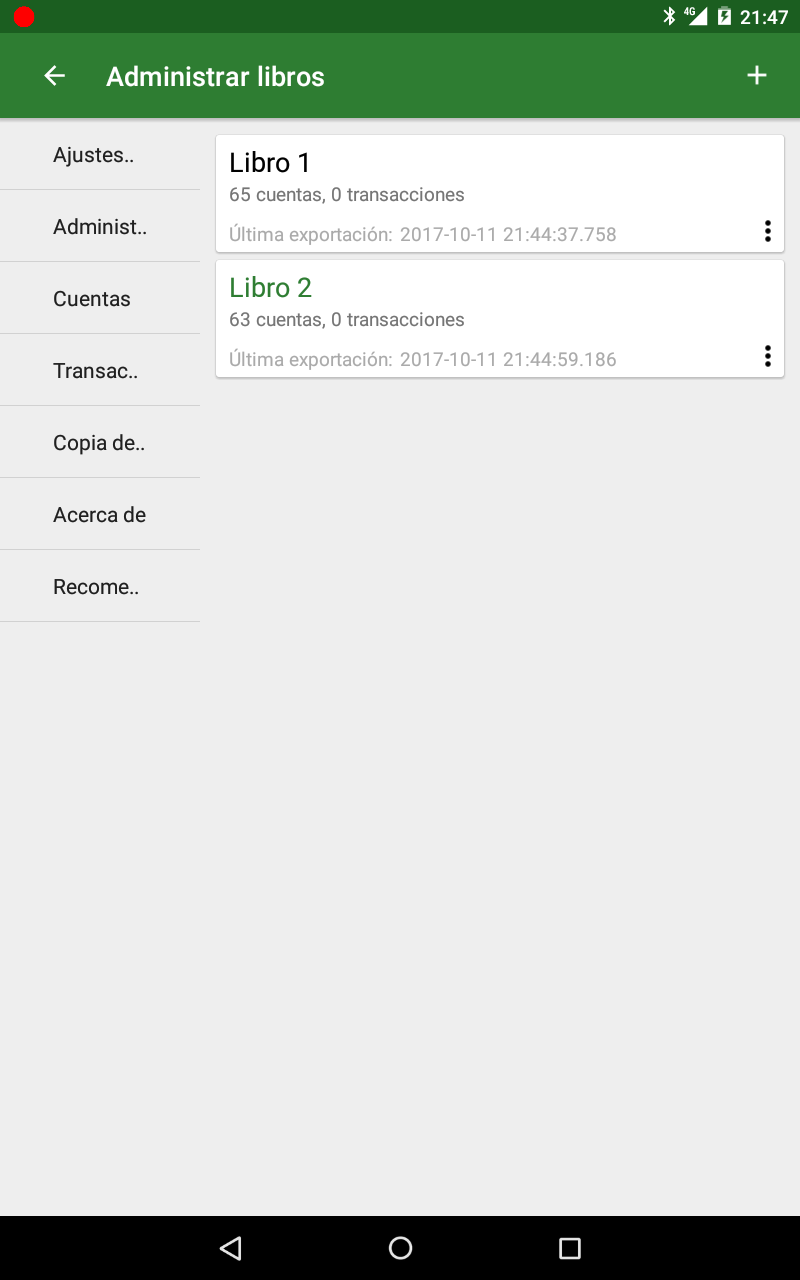 4G 21:47
Administrar libros
Ajustes..
Administ..
Cuentas
Transac..
Copia de..
Acerca de
Recome..
Libro 1
65 cuentas, 0 transacciones
Última exportación: 2017-10-11 21:44:37.758
Libro 2
63 cuentas, 0 transacciones
Última exportación: 2017-10-11 21:44:59.186